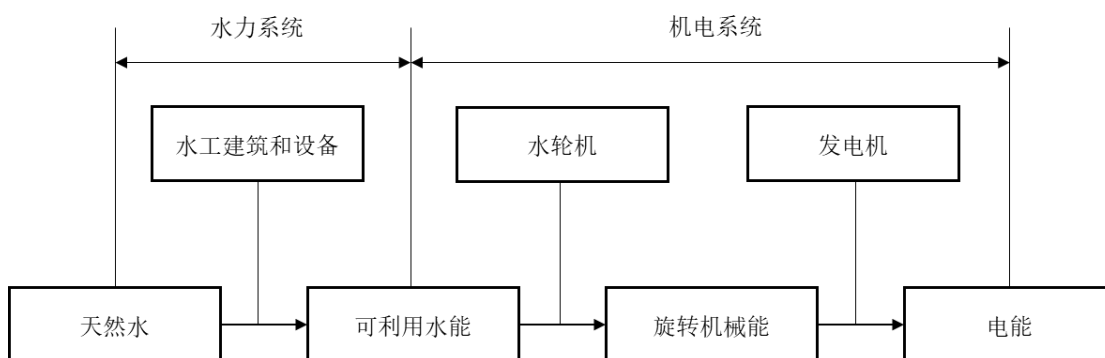 水力系统
机电系统
水工建筑和设备
水轮机
发电机
天然水
可利用水能
旋转机械能
电能